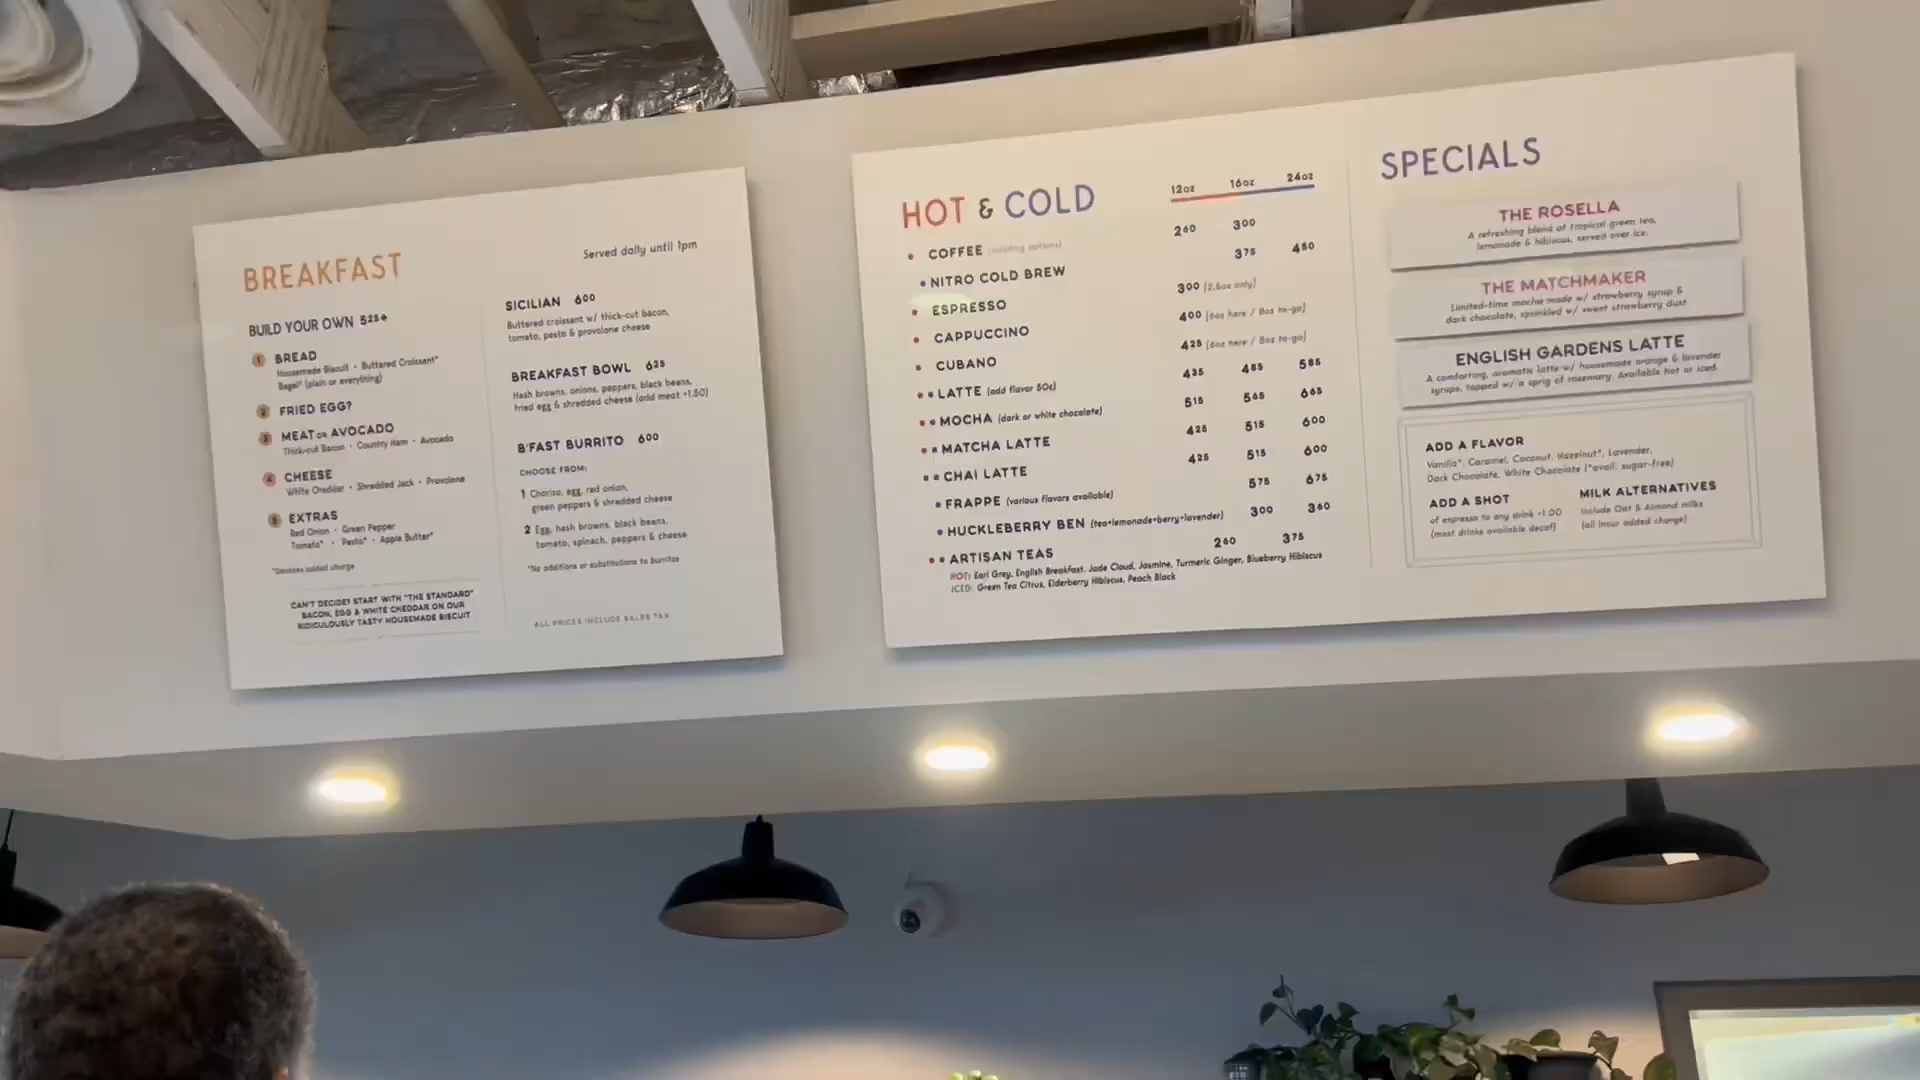 BREAKFAST
Served daily until 1pm
BUILD YOUR OWN 525+
1 BREAD
Housemade Biscuit • Buttered Croissant*
Bagel* (plain or everything)
2 FRIED EGG?
3 MEAT OR AVOCADO
Thick-cut Bacon • Country Ham • Avocado
4 CHEESE
White Cheddar • Shredded Jack • Provolone
5 EXTRAS
Red Onion • Green Pepper
Tomato* • Pesto* • Apple Butter*
*Denotes added charge
CAN'T DECIDE? START WITH "THE STANDARD"
BACON, EGG & WHITE CHEDDAR ON OUR
RIDICULOUSLY TASTY HOUSEMADE BISCUIT
SICILIAN 600
Buttered croissant w/ thick-cut bacon,
tomato, pesto & provolone cheese
BREAKFAST BOWL 625
Hash browns, onions, peppers, black beans,
fried egg & shredded cheese (add meat +1.50)
B'FAST BURRITO 600
CHOOSE FROM:
1 Chorizo, egg, red onion,
green peppers & shredded cheese
2 Egg, hash browns, black beans,
tomato, spinach, peppers & cheese
*No additions or substitutions to burritos
ALL PRICES INCLUDE SALES TAX
HOT & COLD
12oz 16oz 24oz
COFFEE (rotating options) 260 300
NITRO COLD BREW 375 450
ESPRESSO 300 (2.5oz only)
CAPPUCCINO 400 (6oz here / 8oz to-go)
CUBANO 425 (6oz here / 8oz to-go)
LATTE (add flavor 50¢) 435 485 585
MOCHA (dark or white chocolate) 515 565 665
MATCHA LATTE 425 515 600
CHAI LATTE 425 515 600
FRAPPE (various flavors available) 575 675
HUCKLEBERRY BEN (tea+lemonade+berry+lavender) 300 360
ARTISAN TEAS 260 375
HOT: Earl Grey, English Breakfast, Jade Cloud, Jasmine, Turmeric Ginger, Blueberry Hibiscus
ICED: Green Tea Citrus, Elderberry Hibiscus, Peach Black
SPECIALS
THE ROSELLA
A refreshing blend of tropical green tea,
lemonade & hibiscus, served over ice.
THE MATCHMAKER
Limited-time mocha made w/ strawberry syrup &
dark chocolate, sprinkled w/ sweet strawberry dust
ENGLISH GARDENS LATTE
A comforting, aromatic latte w/ housemade orange & lavender
syrups, topped w/ a sprig of rosemary. Available hot or iced.
ADD A FLAVOR
Vanilla*, Caramel, Coconut, Hazelnut*, Lavender,
Dark Chocolate, White Chocolate (*avail. sugar-free)
ADD A SHOT
of espresso to any drink +1.00
(most drinks available decaf)
MILK ALTERNATIVES
Include Oat & Almond milks
(all incur added charge)